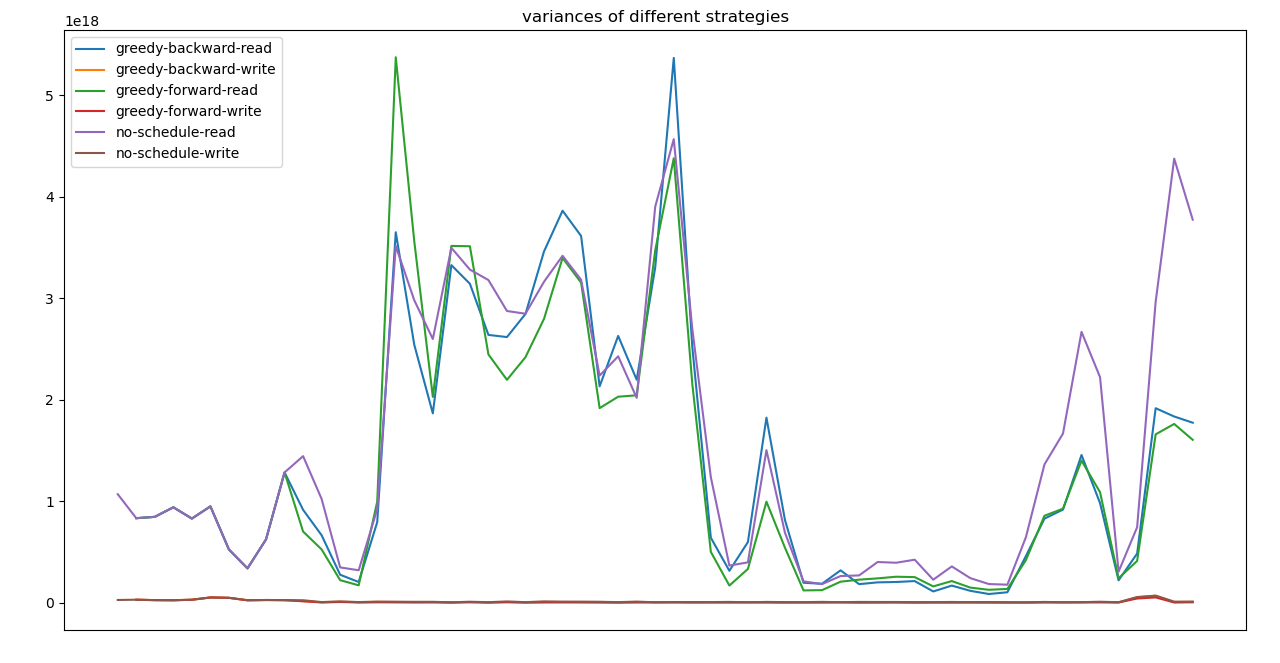 variances of different strategies
1e18
greedy-backward-read
greedy-backward-write
greedy-forward-read
greedy-forward-write
no-schedule-read
no-schedule-write
5
4
3
2
1
0